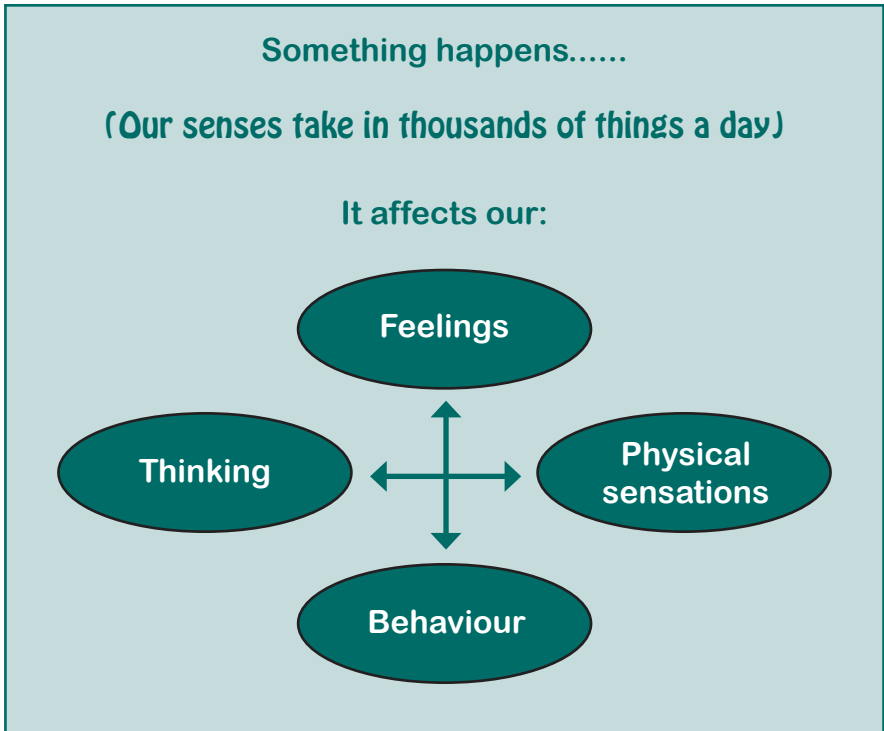 Something happens......
(Our senses take in thousands of things a day)
It affects our:
Feelings
Thinking
Physical
sensations
Behaviour